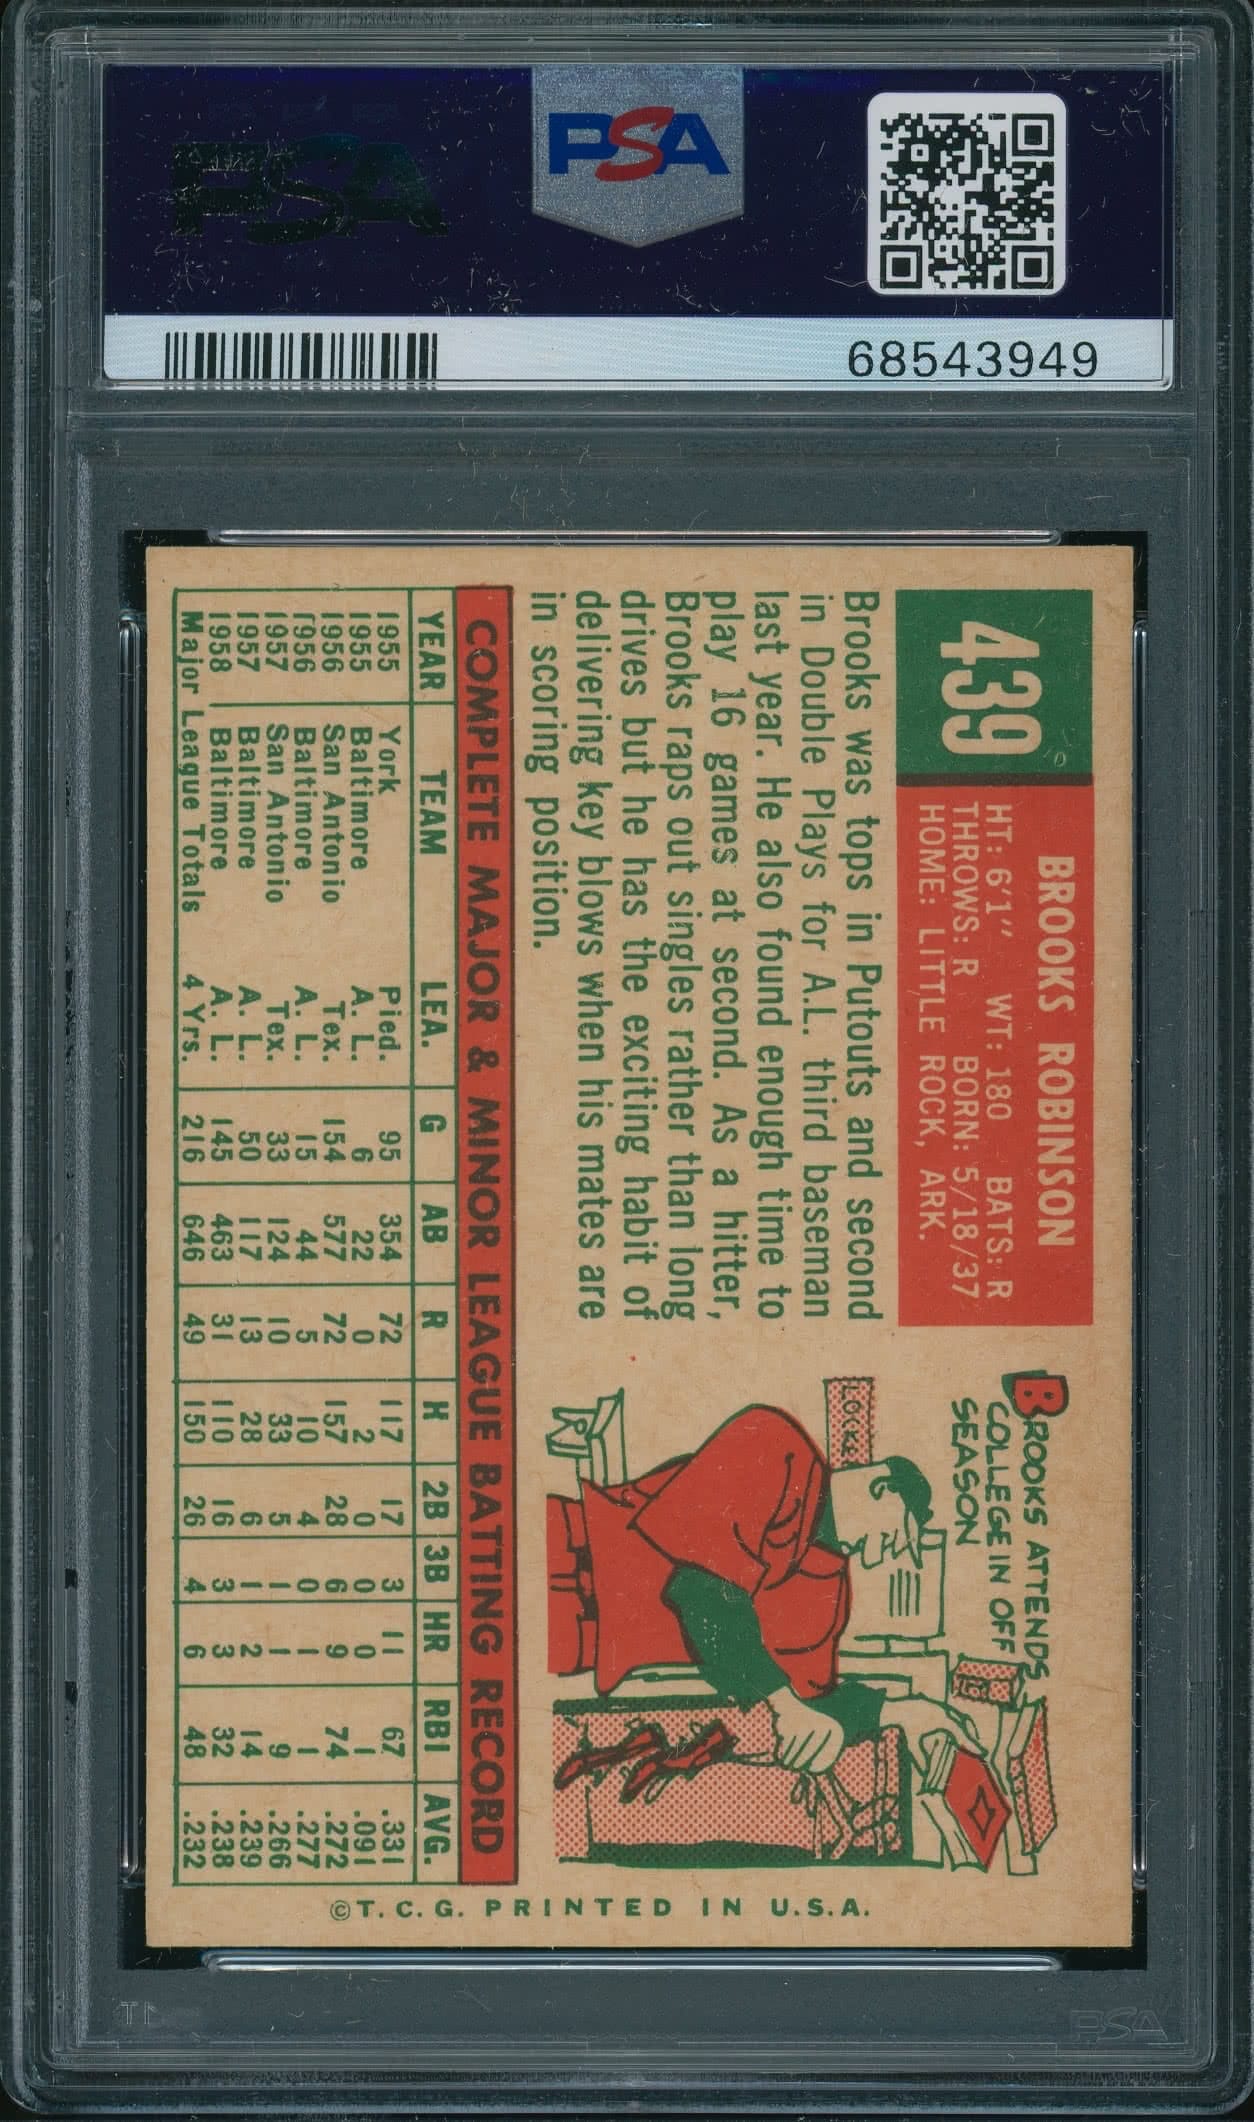 PSA
PSA
68543949
439
BROOKS ROBINSON
HT: 6'1" WT: 180 BATS: R
THROWS: R BORN: 5/18/37
HOME: LITTLE ROCK, ARK.
Brooks was tops in Putouts and second
in Double Plays for A.L. third baseman
last year. He also found enough time to
play 16 games at second. As a hitter,
Brooks raps out singles rather than long
drives but he has the exciting habit of
delivering key blows when his mates are
in scoring position.
BROOKS ATTENDS
COLLEGE IN OFF
SEASON
LOCKE
COMPLETE MAJOR & MINOR LEAGUE BATTING RECORD
YEAR TEAM LEA. G AB R H 2B 3B HR RBI AVG.
1955 York Pied. 95 354 72 117 17 3 11 67 .331
1955 Baltimore A. L. 6 22 0 2 0 0 0 1 .091
1956 San Antonio Tex. 154 577 72 157 28 6 9 74 .272
1956 Baltimore A. L. 15 44 5 10 4 0 1 1 .277
1957 San Antonio Tex. 33 124 10 33 5 1 1 9 .266
1957 Baltimore A. L. 50 117 13 28 6 1 2 14 .239
1958 Baltimore A. L. 145 463 31 110 16 3 3 32 .238
Major League Totals 4 Yrs. 216 646 49 150 26 4 6 48 .232
©T. C. G. PRINTED IN U.S.A.
PSA